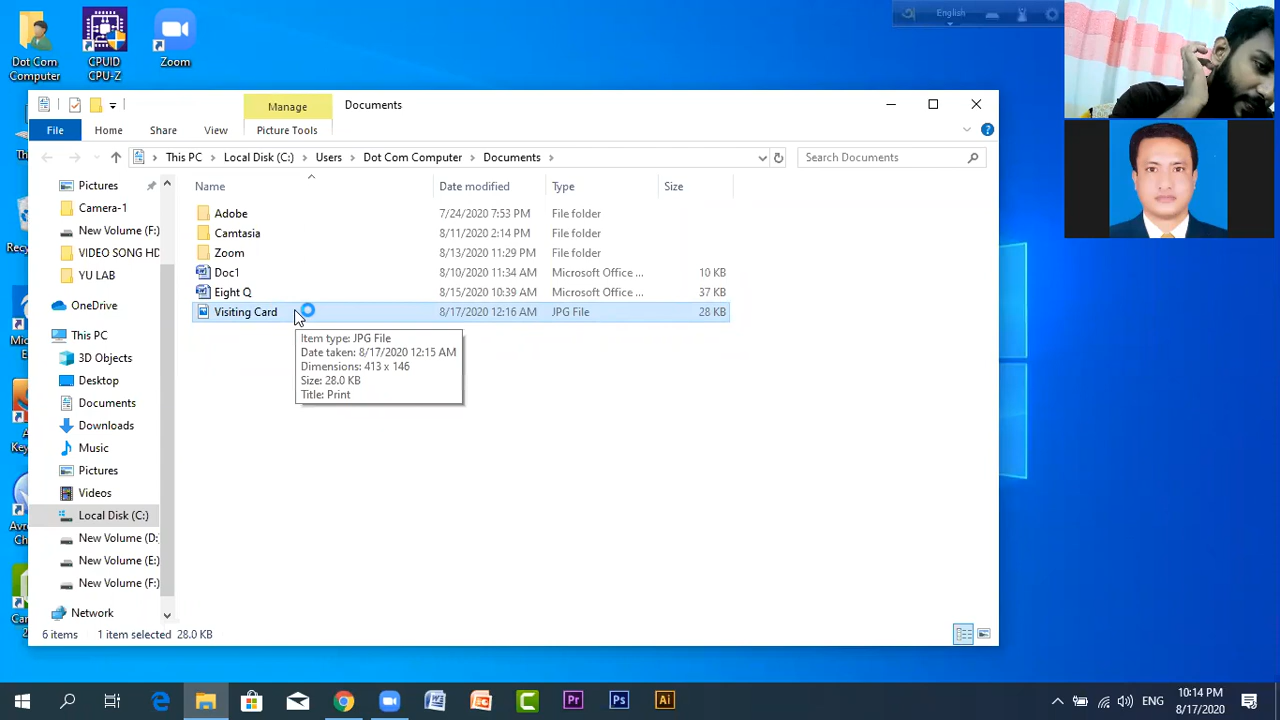 English
Dot Com
Computer
CPUID
CPU-Z
Zoom
Manage
Documents
File
Home
Share
View
Picture Tools
This PC
Local Disk (C:)
Users
Dot Com Computer
Documents
Search Documents
Pictures
Camera-1
New Volume (F:)
VIDEO SONG HD
YU LAB
OneDrive
This PC
3D Objects
Desktop
Documents
Downloads
Music
Pictures
Videos
Local Disk (C:)
New Volume (D:
New Volume (E:)
New Volume (F:)
Network
Name
Date modified
Type
Size
Adobe 7/24/2020 7:53 PM File folder
Camtasia 8/11/2020 2:14 PM File folder
Zoom 8/13/2020 11:29 PM File folder
Doc1 8/10/2020 11:34 AM Microsoft Office ... 10 KB
Eight Q 8/15/2020 10:39 AM Microsoft Office ... 37 KB
Visiting Card 8/17/2020 12:16 AM JPG File 28 KB
Item type: JPG File
Date taken: 8/17/2020 12:15 AM
Dimensions: 413 x 146
Size: 28.0 KB
Title: Print
6 items 1 item selected 28.0 KB
Pr
Ps
Ai
ENG
10:14 PM
8/17/2020